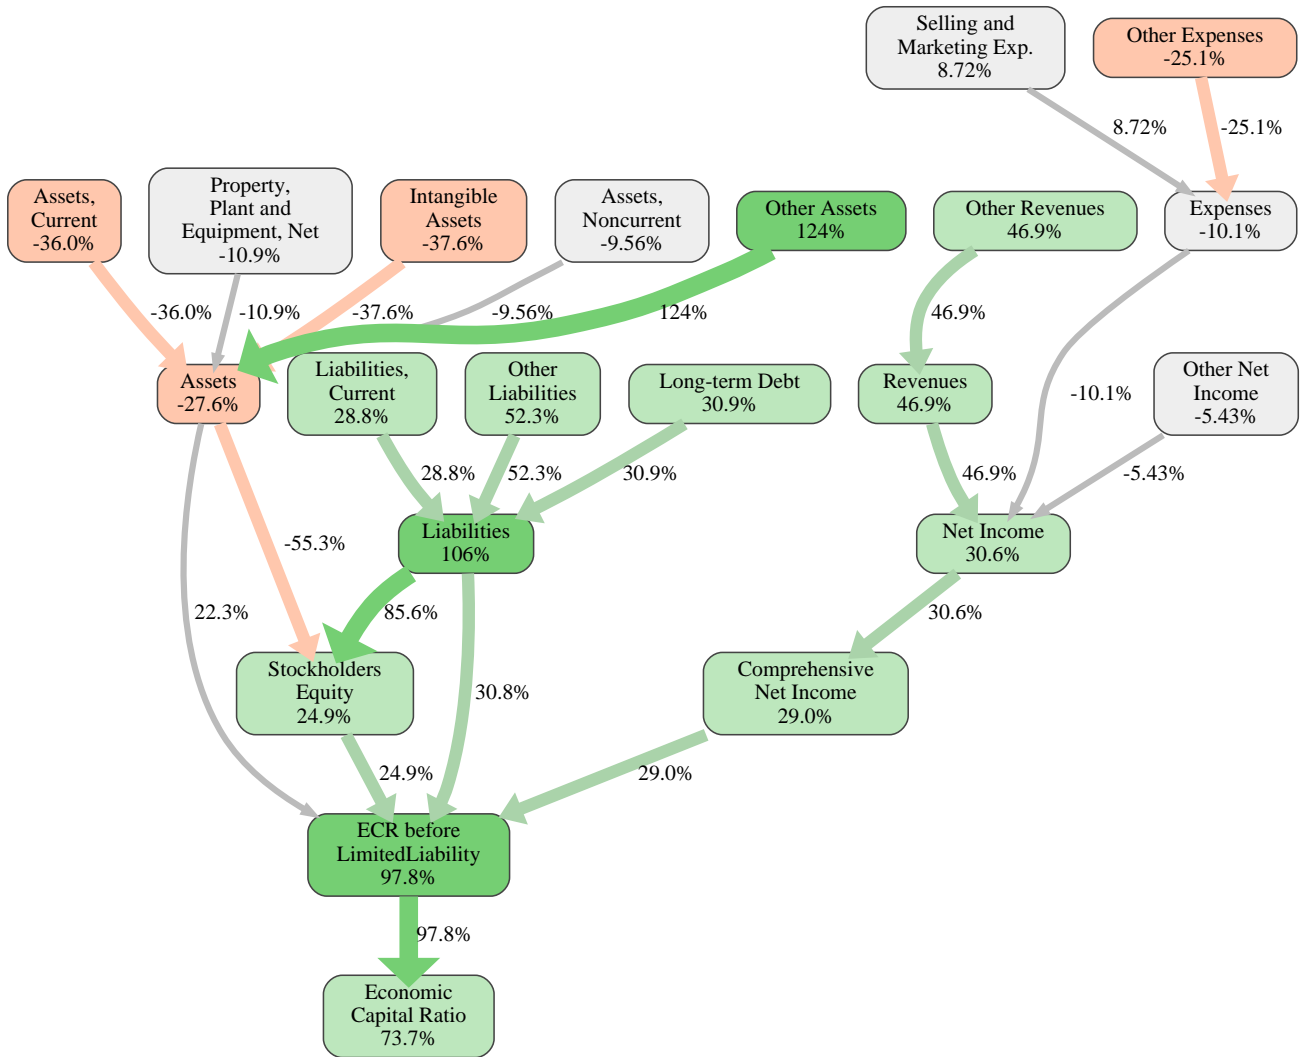 Selling and
Marketing Exp.
8.72%
Other Expenses
-25.1%
8.72%
-25.1%
Assets,
Current
-36.0%
Property,
Plant and
Equipment, Net
-10.9%
Intangible
Assets
-37.6%
Assets,
Noncurrent
-9.56%
Other Assets
124%
Other Revenues
46.9%
Expenses
-10.1%
-36.0%
-10.9%
-37.6%
-9.56%
124%
46.9%
Assets
-27.6%
Liabilities,
Current
28.8%
Other
Liabilities
52.3%
Long-term Debt
30.9%
Revenues
46.9%
-10.1%
Other Net
Income
-5.43%
28.8%
52.3%
30.9%
46.9%
-5.43%
-55.3%
Liabilities
106%
Net Income
30.6%
22.3%
85.6%
30.6%
Stockholders
Equity
24.9%
30.8%
Comprehensive
Net Income
29.0%
24.9%
29.0%
ECR before
LimitedLiability
97.8%
97.8%
Economic
Capital Ratio
73.7%